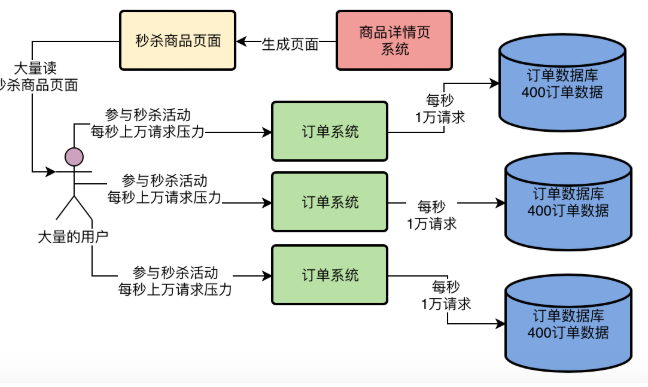 秒杀商品页面
生成页面
商品详情页
系统
大量读
秒杀商品页面
参与秒杀活动
每秒上万请求压力
订单系统
每秒
1万请求
订单数据库
400订单数据
参与秒杀活动
每秒上万请求压力
订单系统
每秒
1万请求
订单数据库
400订单数据
大量的用户
参与秒杀活动
每秒上万请求压力
订单系统
每秒
1万请求
订单数据库
400订单数据